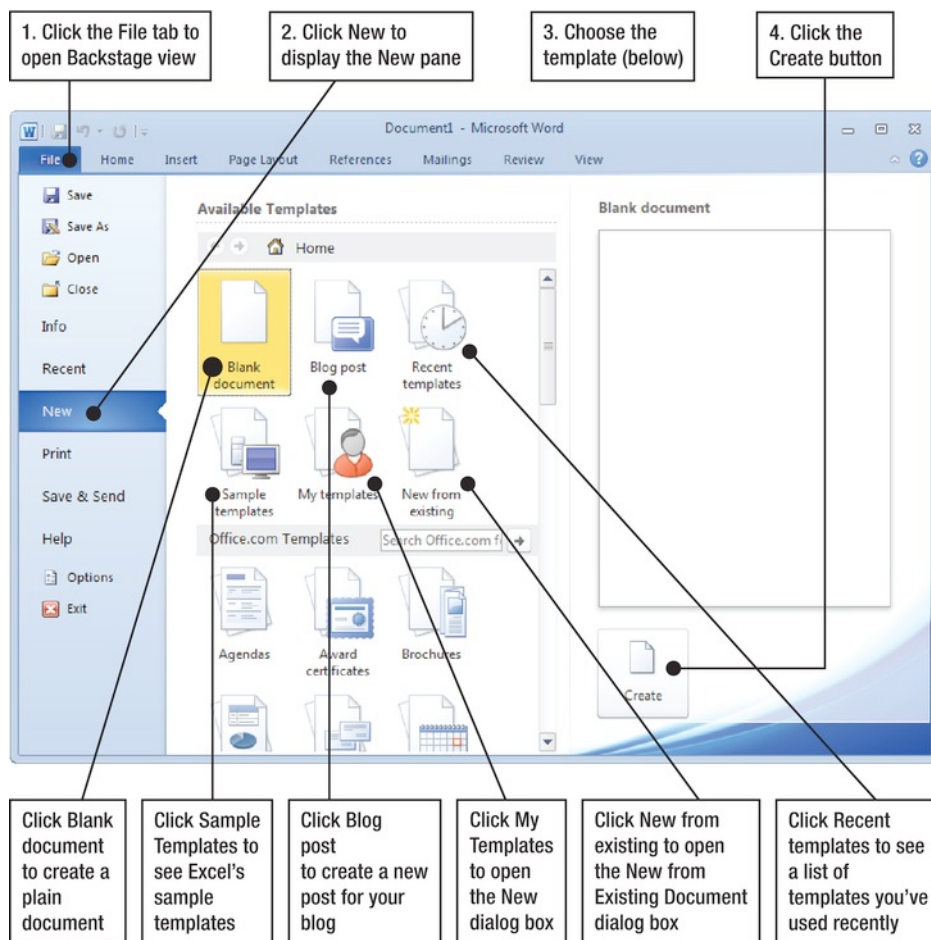 1. Click the File tab to
open Backstage view
2. Click New to
display the New pane
3. Choose the
template (below)
4. Click the
Create button
W
Document1 - Microsoft Word
File Home Insert Page Layout References Mailings Review View
Save
Save As
Open
Close
Info
Recent
New
Print
Save & Send
Help
Options
Exit
Available Templates
Home
Blank
document
Blog post
Recent
templates
Sample
templates
My templates
New from
existing
Office.com Templates
Search Office.com f
Agendas
Award
certificates
Brochures
Blank document
Create
Click Blank
document
to create a
plain
document
Click Sample
Templates to
see Excel's
sample
templates
Click Blog
post
to create a new
post for your
blog
Click My
Templates
to open
the New
dialog box
Click New from
existing to open
the New from
Existing Document
dialog box
Click Recent
templates to see
a list of
templates you've
used recently